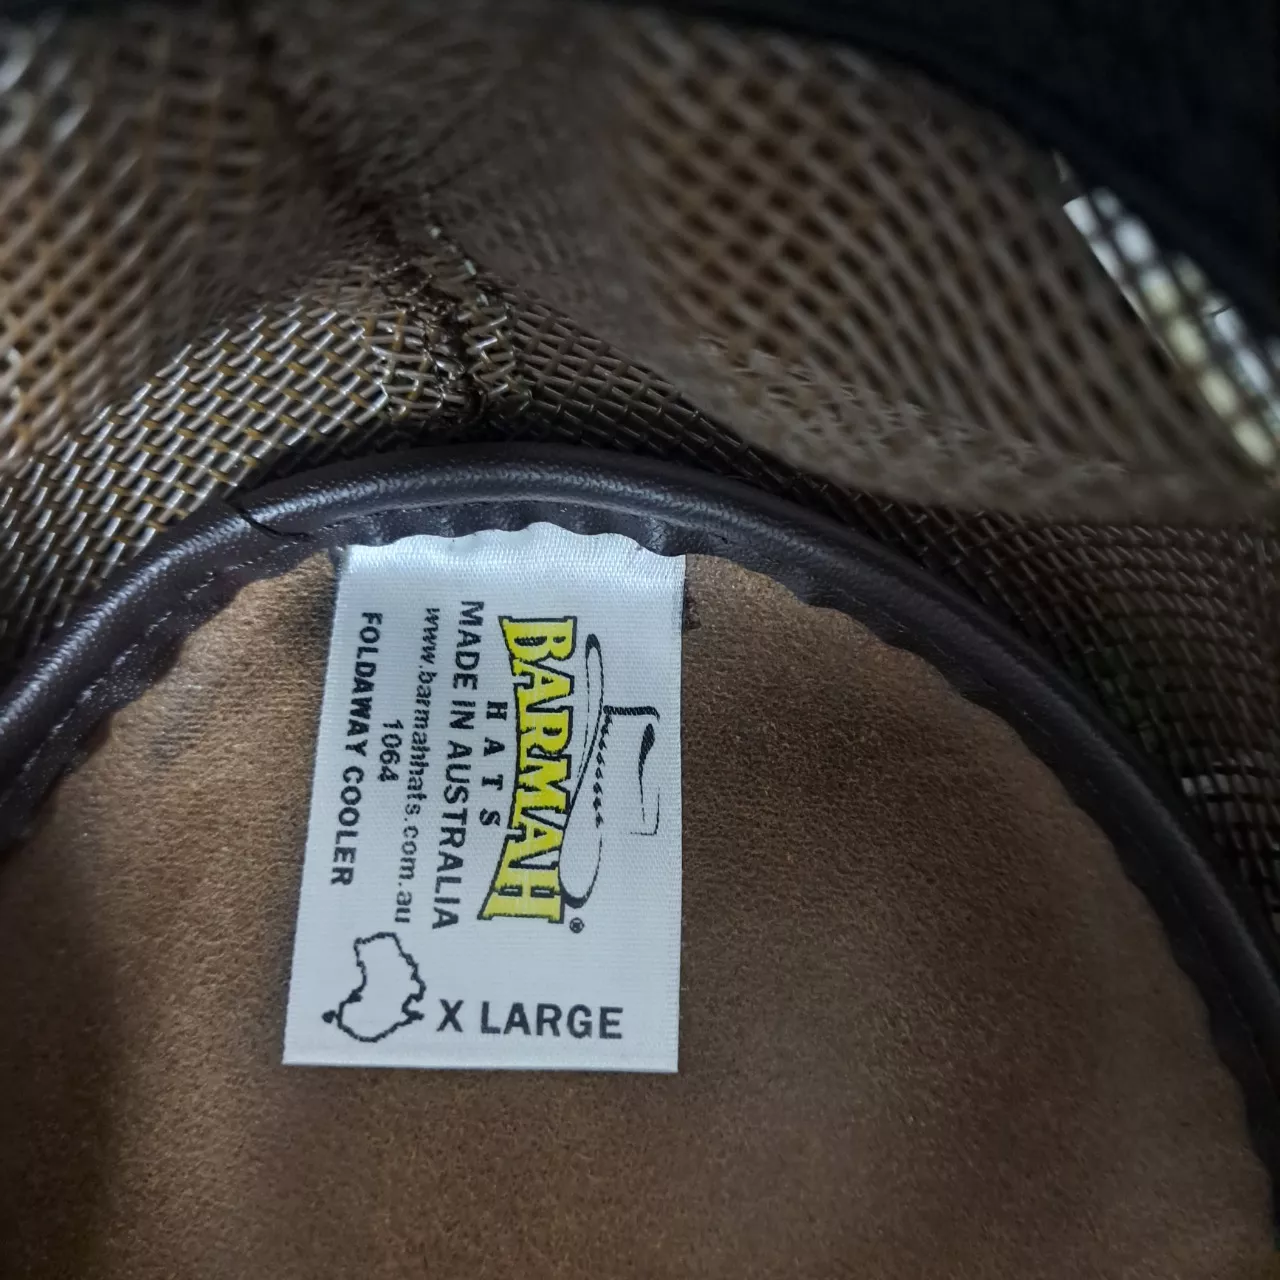 BARMAH®
HATS
MADE IN AUSTRALIA
www.barmahhats.com.au
1064
FOLDAWAY COOLER
X LARGE